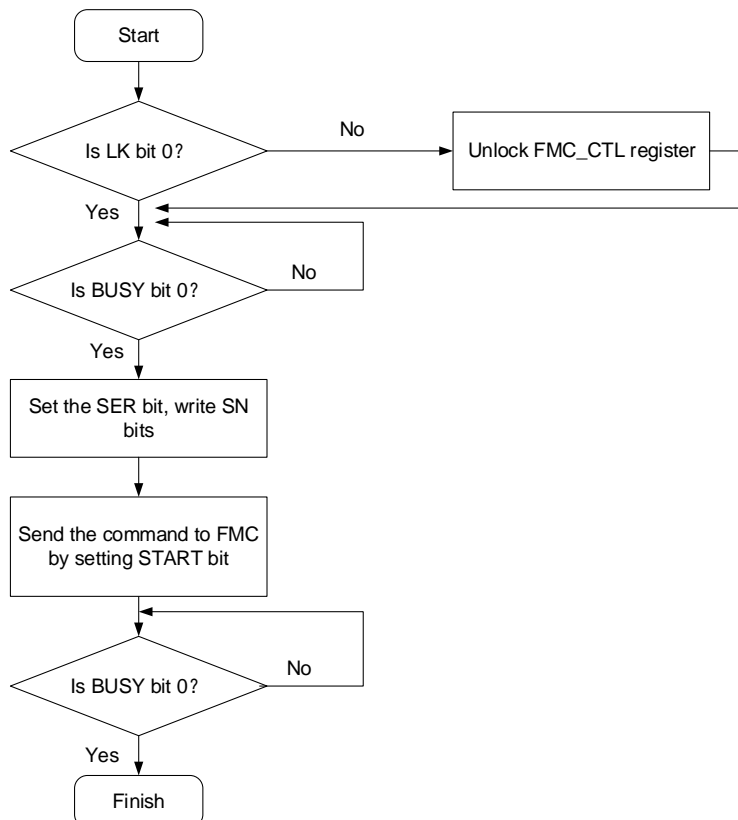 Start
Is LK bit 0?
No
Unlock FMC_CTL register
Yes
Is BUSY bit 0?
No
Yes
Set the SER bit, write SN
bits
Send the command to FMC
by setting START bit
Is BUSY bit 0?
No
Yes
Finish